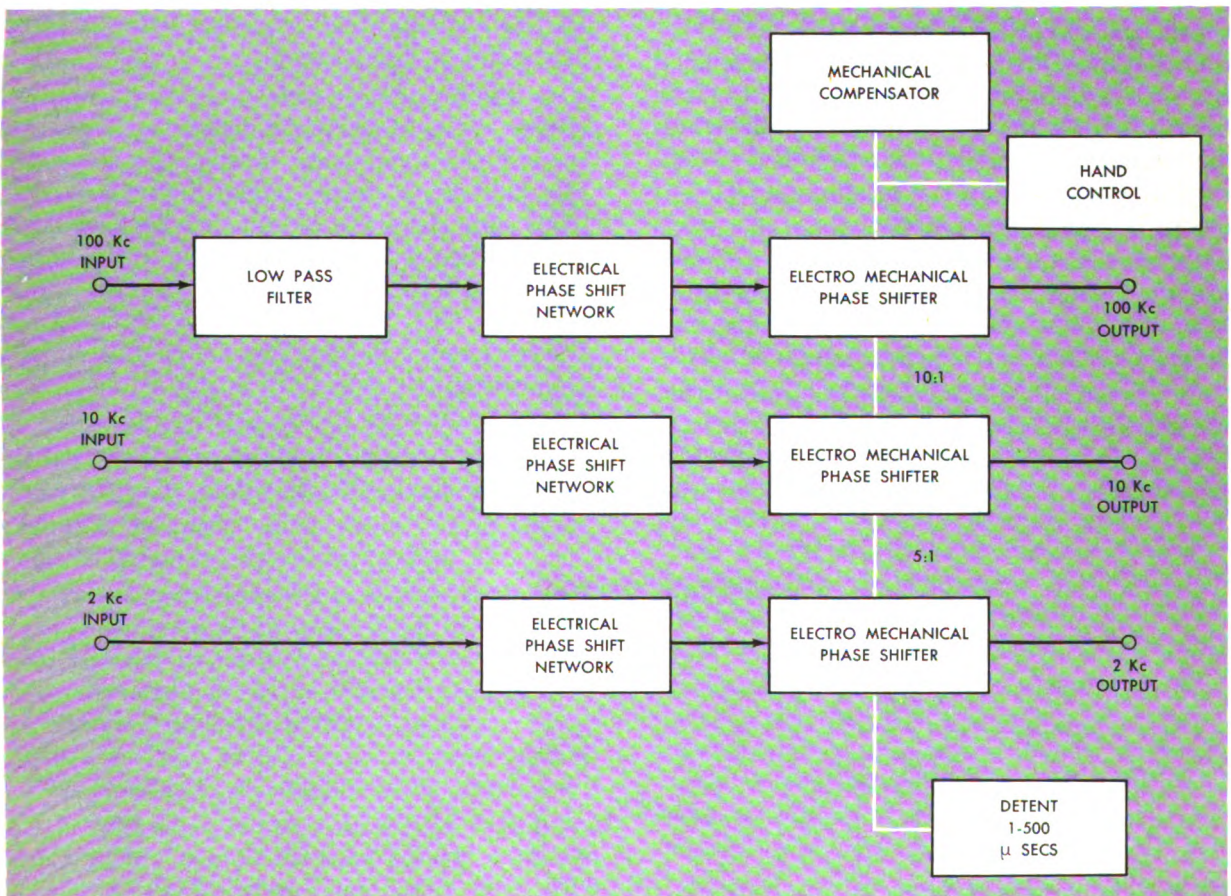 MECHANICAL
COMPENSATOR
HAND
CONTROL
100 Kc
INPUT
LOW PASS
FILTER
ELECTRICAL
PHASE SHIFT
NETWORK
ELECTRO MECHANICAL
PHASE SHIFTER
100 Kc
OUTPUT
10:1
10 Kc
INPUT
ELECTRICAL
PHASE SHIFT
NETWORK
ELECTRO MECHANICAL
PHASE SHIFTER
10 Kc
OUTPUT
5:1
2 Kc
INPUT
ELECTRICAL
PHASE SHIFT
NETWORK
ELECTRO MECHANICAL
PHASE SHIFTER
2 Kc
OUTPUT
DETENT
1-500
μ SECS